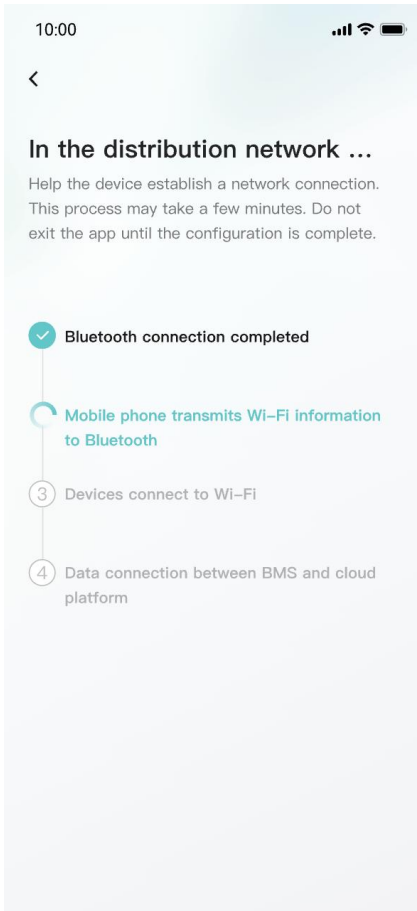 10:00
In the distribution network ...
Help the device establish a network connection.
This process may take a few minutes. Do not
exit the app until the configuration is complete.
Bluetooth connection completed
Mobile phone transmits Wi-Fi information
to Bluetooth
3 Devices connect to Wi-Fi
4 Data connection between BMS and cloud
platform